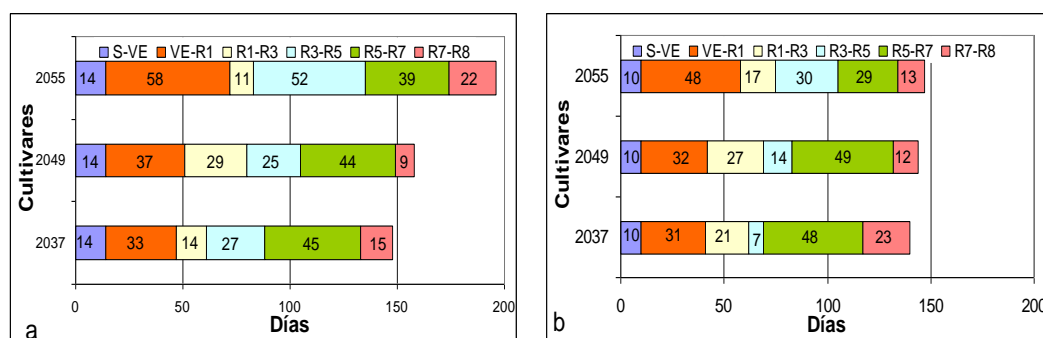 S-VE VE-R1 R1-R3 R3-R5 R5-R7 R7-R8
2055 14 58 11 52 39 22
2049 14 37 29 25 44 9
2037 14 33 14 27 45 15
Cultivares
0 50 100 150 200
Días
a
S-VE VE-R1 R1-R3 R3-R5 R5-R7 R7-R8
2055 10 48 17 30 29 13
2049 10 32 27 14 49 12
2037 10 31 21 7 48 23
Cultivares
0 50 100 150 200
Días
b